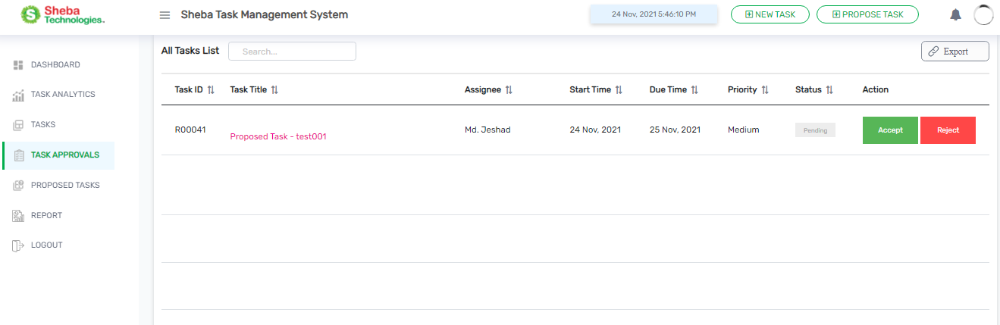 Sheba
Technologies.
Sheba Task Management System
24 Nov, 2021 5:46:10 PM
NEW TASK
PROPOSE TASK
All Tasks List
Search...
Export
DASHBOARD
TASK ANALYTICS
TASKS
TASK APPROVALS
PROPOSED TASKS
REPORT
LOGOUT
Task ID Task Title Assignee Start Time Due Time Priority Status Action
R00041 Proposed Task - test001 Md. Jeshad 24 Nov, 2021 25 Nov, 2021 Medium Pending Accept Reject